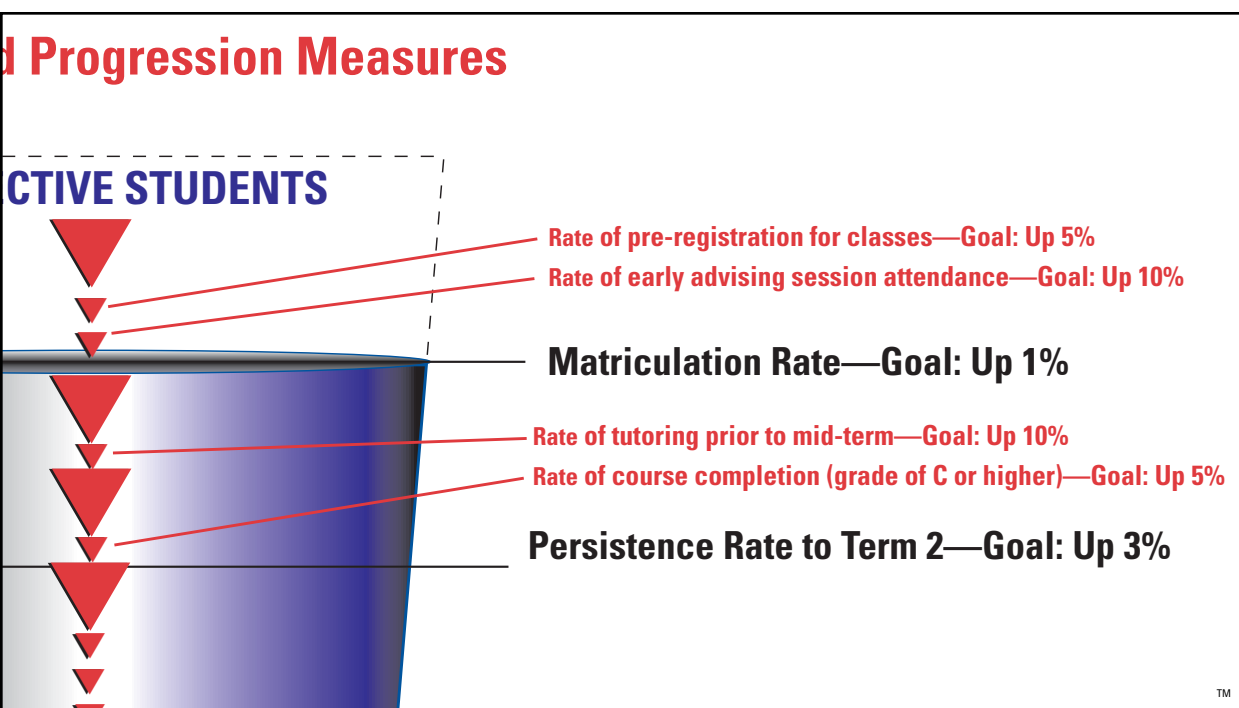 d Progression Measures
CTIVE STUDENTS
Rate of pre-registration for classes—Goal: Up 5%
Rate of early advising session attendance—Goal: Up 10%
Matriculation Rate—Goal: Up 1%
Rate of tutoring prior to mid-term—Goal: Up 10%
Rate of course completion (grade of C or higher)—Goal: Up 5%
Persistence Rate to Term 2—Goal: Up 3%
TM